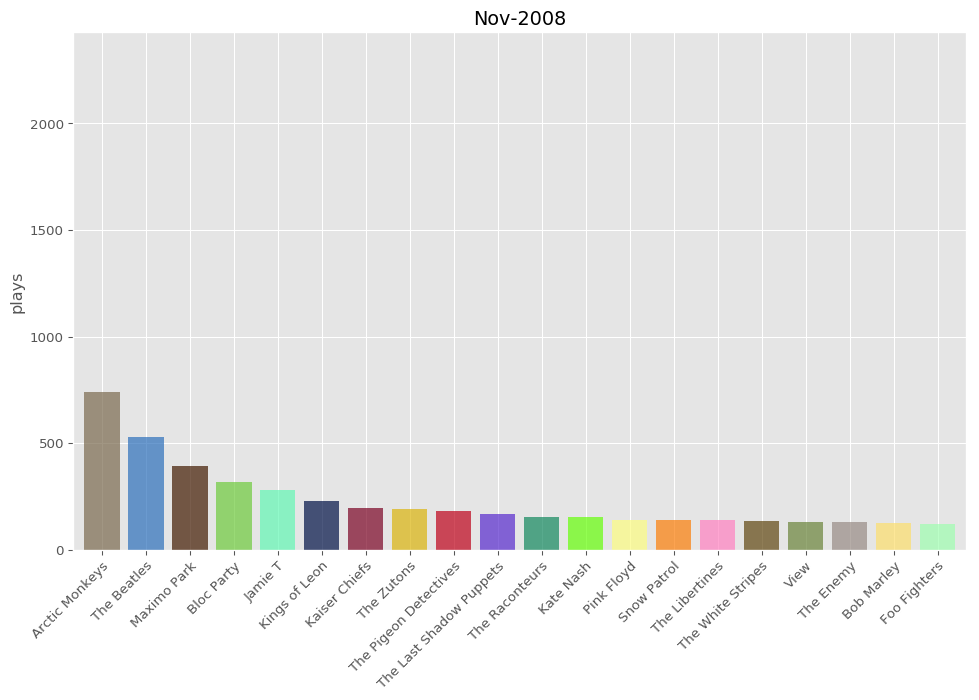 Nov-2008
plays
2000
1500
1000
500
0
Arctic Monkeys
The Beatles
Maximo Park
Bloc Party
Jamie T
Kings of Leon
Kaiser Chiefs
The Zutons
The Pigeon Detectives
The Last Shadow Puppets
The Raconteurs
Kate Nash
Pink Floyd
Snow Patrol
The Libertines
The White Stripes
View
The Enemy
Bob Marley
Foo Fighters